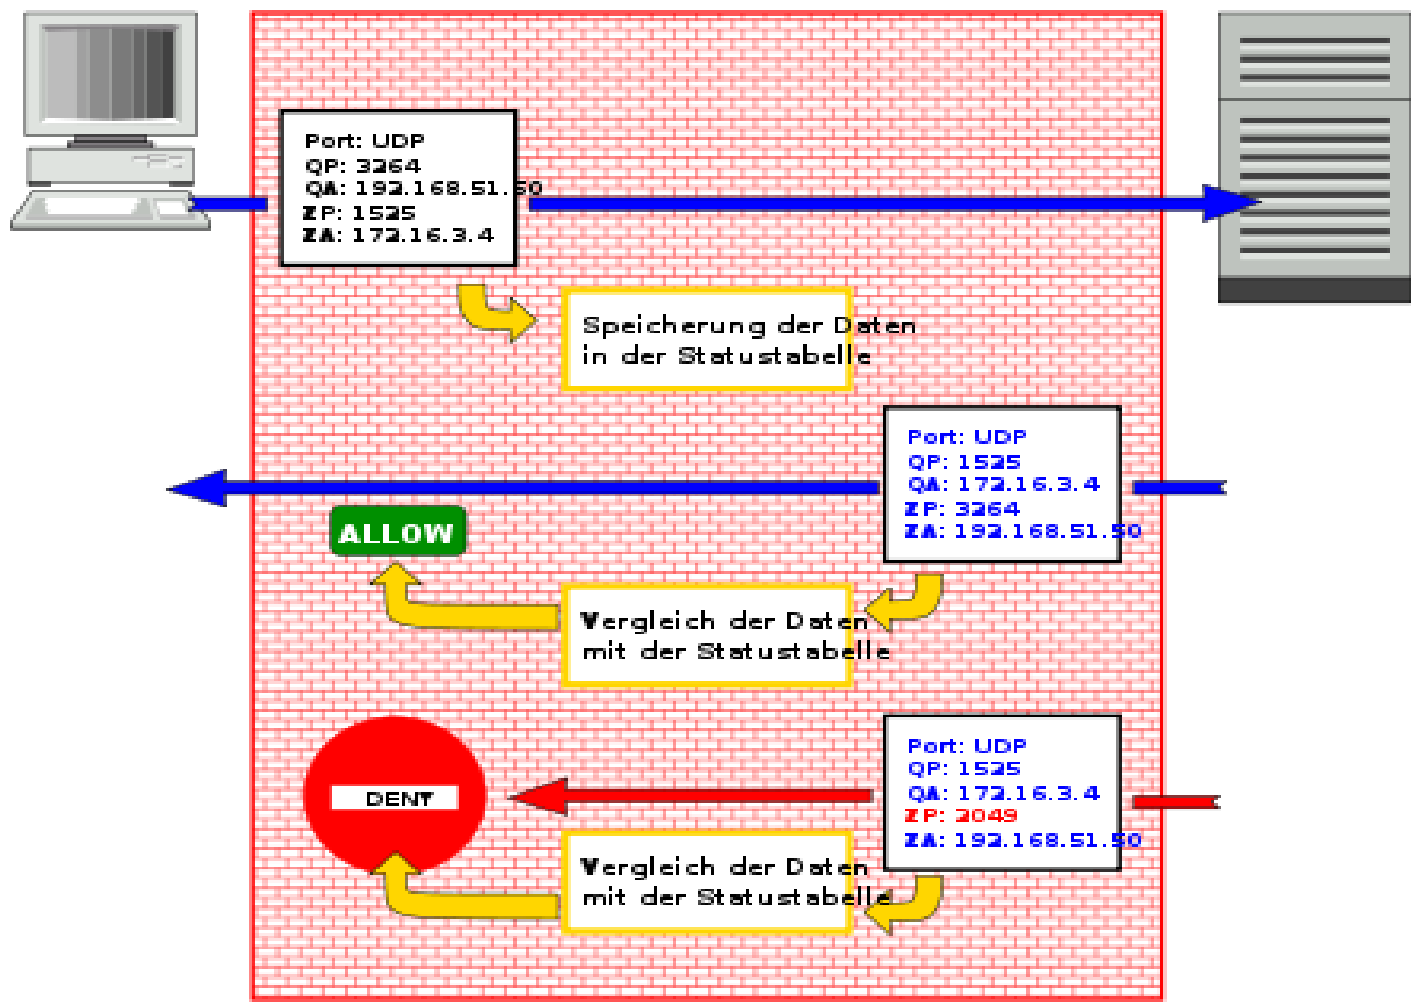 Port: UDP
QP: 3264
QA: 192.168.51.50
ZP: 1525
ZA: 172.16.3.4
Speicherung der Daten
in der Statustabelle
Port: UDP
QP: 1525
QA: 172.16.3.4
ZP: 3264
ZA: 192.168.51.50
ALLOW
Vergleich der Daten
mit der Statustabelle
Port: UDP
QP: 1525
QA: 172.16.3.4
ZP: 2049
ZA: 192.168.51.50
DENY
Vergleich der Daten
mit der Statustabelle